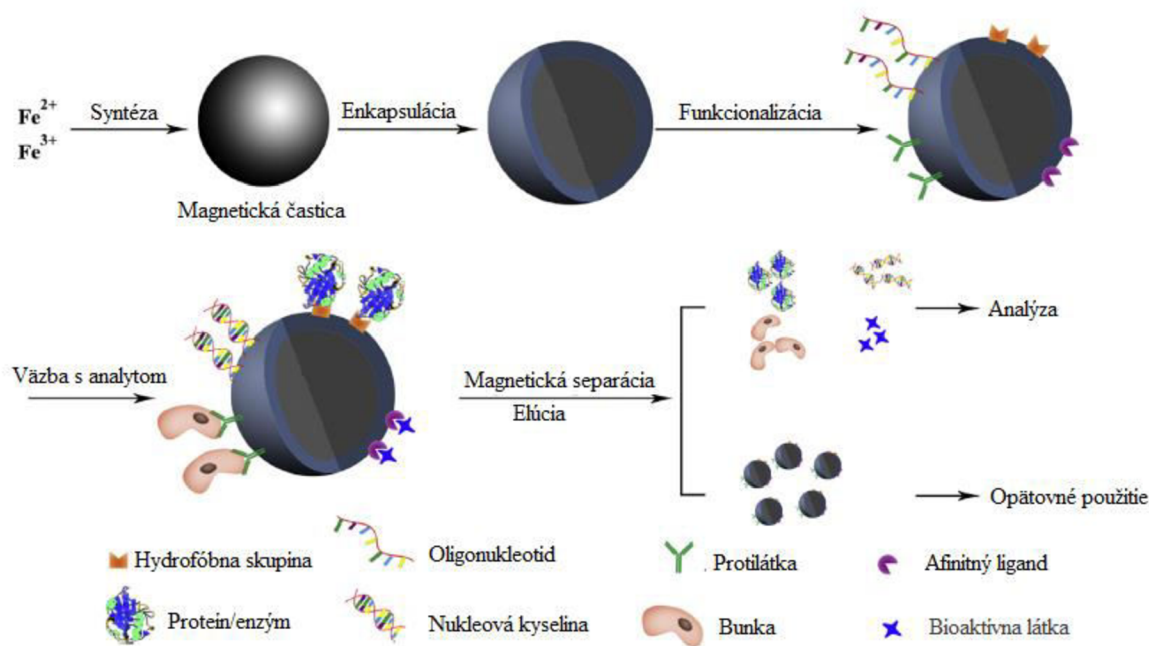 Fe2+
Fe3+
Syntéza
Enkapsulácia
Funkcionalizácia
Magnetická častica
Väzba s analytom
Magnetická separácia
Elúcia
Analýza
Opätovné použitie
Hydrofóbna skupina
Oligonukleotid
Protilátka
Afinitný ligand
Proteín/enzým
Nukleová kyselina
Bunka
Bioaktívna látka